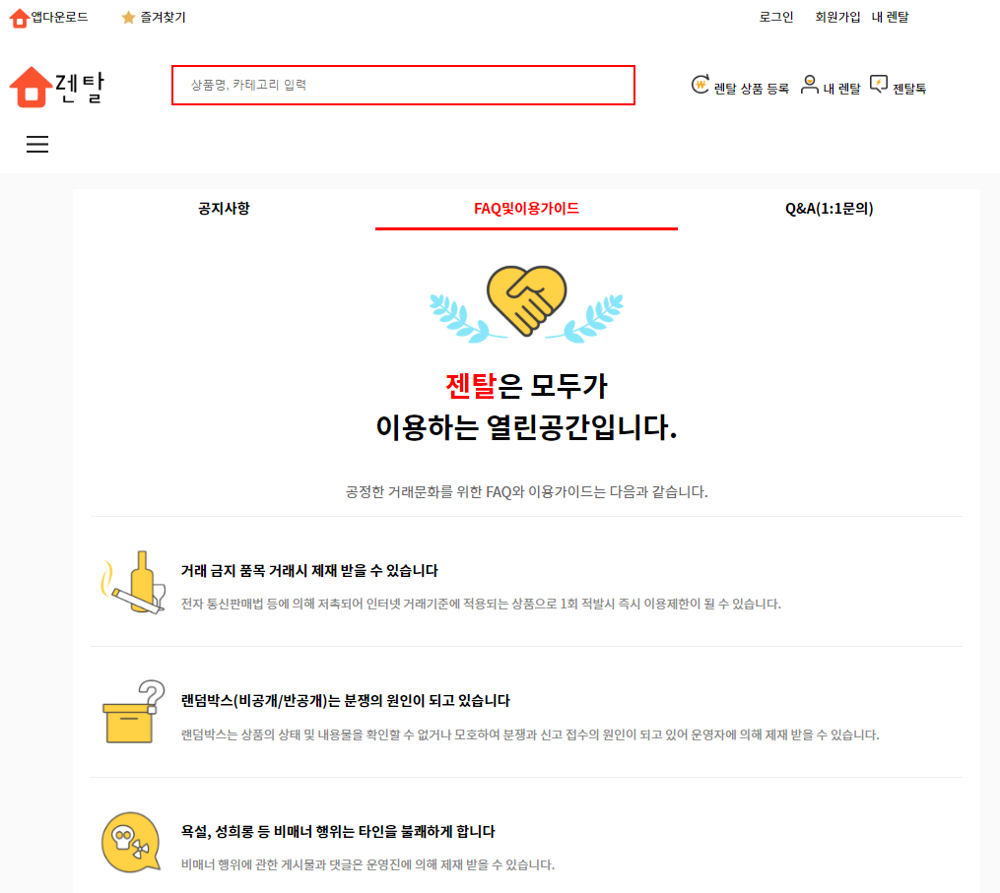 앱다운로드 즐겨찾기 로그인 회원가입 내 렌탈
젠탈 상품명, 카테고리 입력 렌탈 상품 등록 내 렌탈 젠탈톡
공지사항 FAQ및이용가이드 Q&A(1:1문의)
젠탈은 모두가
이용하는 열린공간입니다.
공정한 거래문화를 위한 FAQ와 이용가이드는 다음과 같습니다.
거래 금지 품목 거래시 제재 받을 수 있습니다
전자 통신판매법 등에 의해 저촉되어 인터넷 거래기준에 적용되는 상품으로 1회 적발시 즉시 이용제한이 될 수 있습니다.
랜덤박스(비공개/반공개)는 분쟁의 원인이 되고 있습니다
랜덤박스는 상품의 상태 및 내용물을 확인할 수 없거나 모호하여 분쟁과 신고 접수의 원인이 되고 있어 운영자에 의해 제재 받을 수 있습니다.
욕설, 성희롱 등 비매너 행위는 타인을 불쾌하게 합니다
비매너 행위에 관한 게시물과 댓글은 운영진에 의해 제재 받을 수 있습니다.